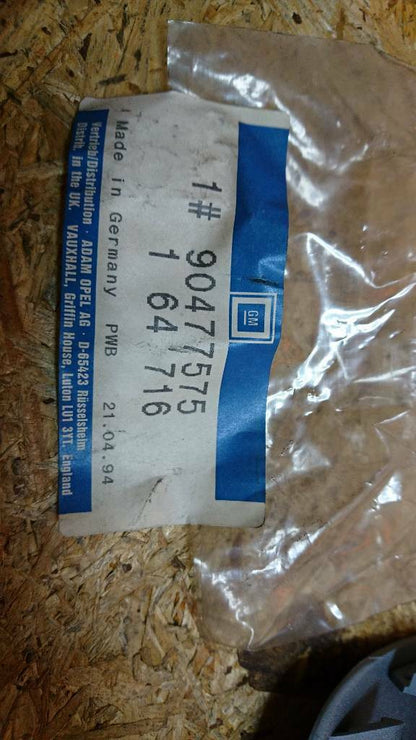 GM
1# 90477575
1 64 716
Made in Germany PWB 21.04.94
Vertrieb/Distribution · ADAM OPEL AG · D-65423 Rüsselsheim
Distrib. in the UK. VAUXHALL, Griffin House, Luton LU1 3YT. England